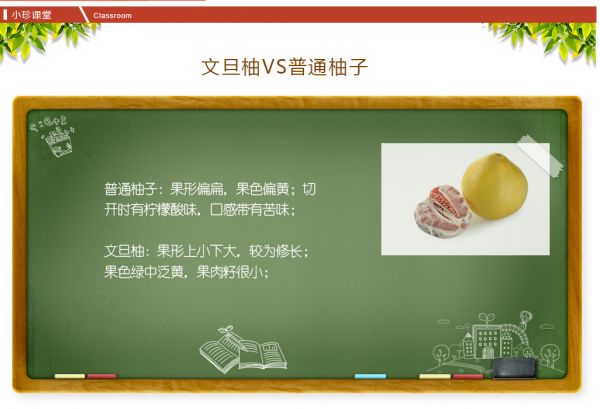 小珍课堂
Classroom
文旦柚VS普通柚子
普通柚子：果形偏扁，果色偏黄；切
开时有柠檬酸味，口感带有苦味；
文旦柚：果形上小下大，较为修长；
果色绿中泛黄，果肉籽很小；